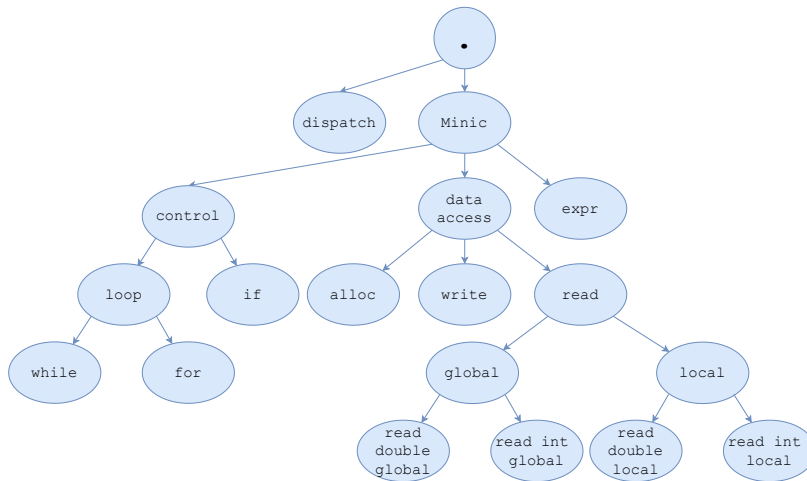 .
dispatch
Minic
control
data
access
expr
loop
if
alloc
write
read
while
for
global
local
read
double
global
read int
global
read
double
local
read int
local